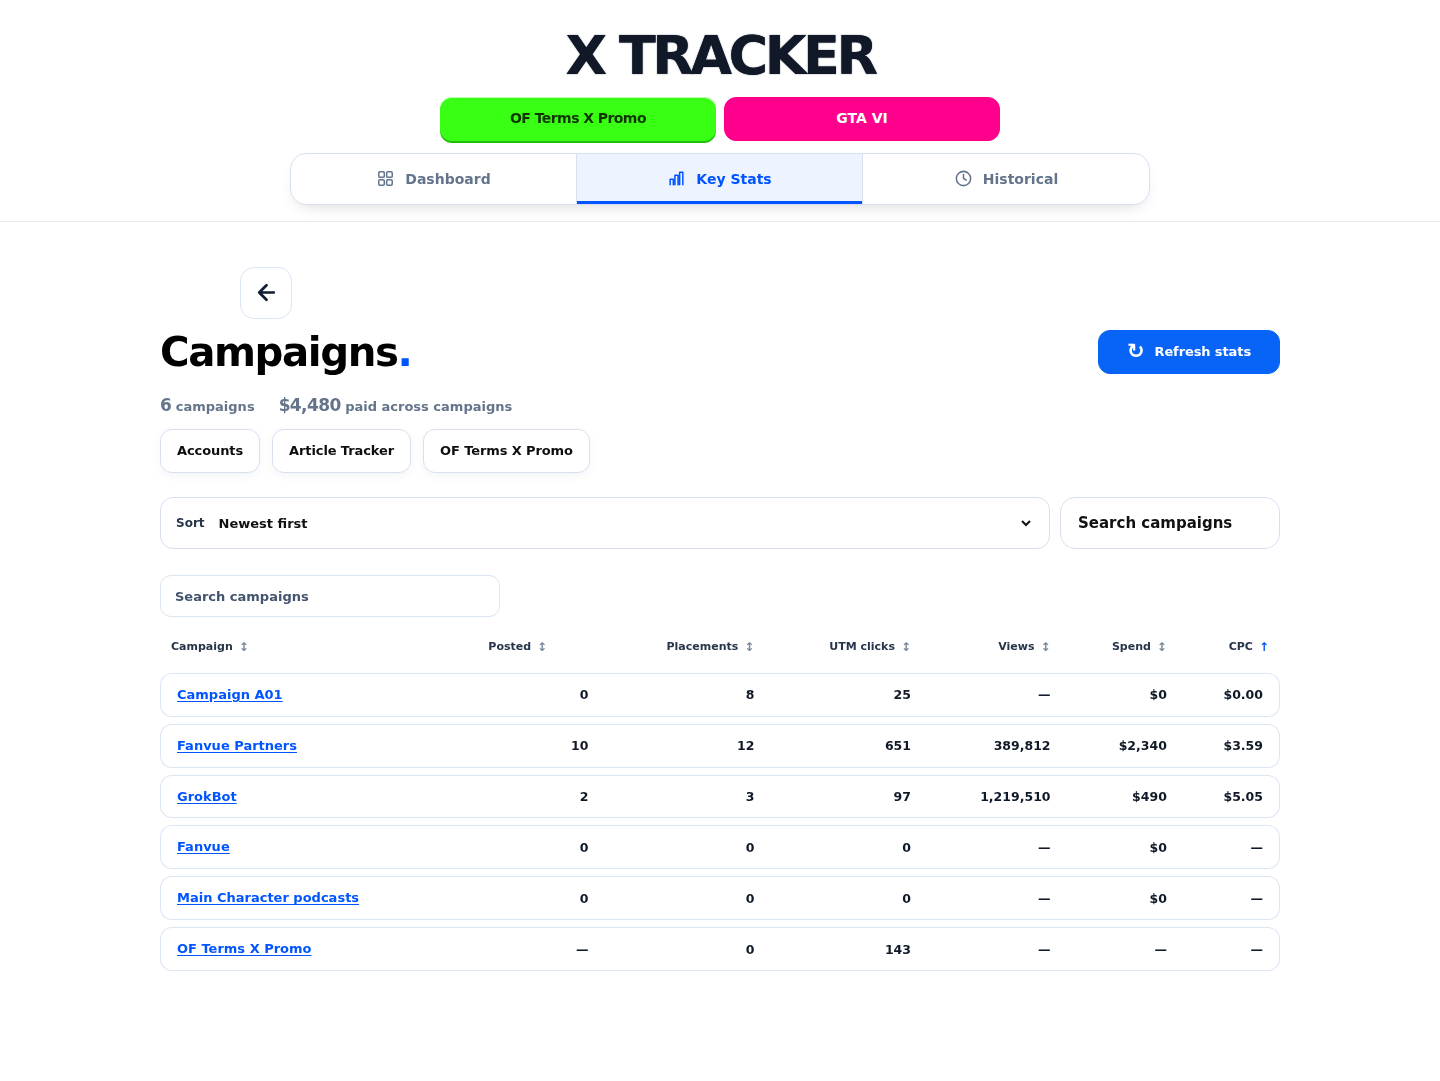 X TRACKER
OF Terms X Promo GTA VI
Dashboard Key Stats Historical
Campaigns.
↻ Refresh stats
6 campaigns $4,480 paid across campaigns
Accounts Article Tracker OF Terms X Promo
Sort Newest first Search campaigns
Search campaigns
Campaign ↕ Posted ↕ Placements ↕ UTM clicks ↕ Views ↕ Spend ↕ CPC ↑
Campaign A01 0 8 25 — $0 $0.00
Fanvue Partners 10 12 651 389,812 $2,340 $3.59
GrokBot 2 3 97 1,219,510 $490 $5.05
Fanvue 0 0 0 — $0 —
Main Character podcasts 0 0 0 — $0 —
OF Terms X Promo — 0 143 — — —